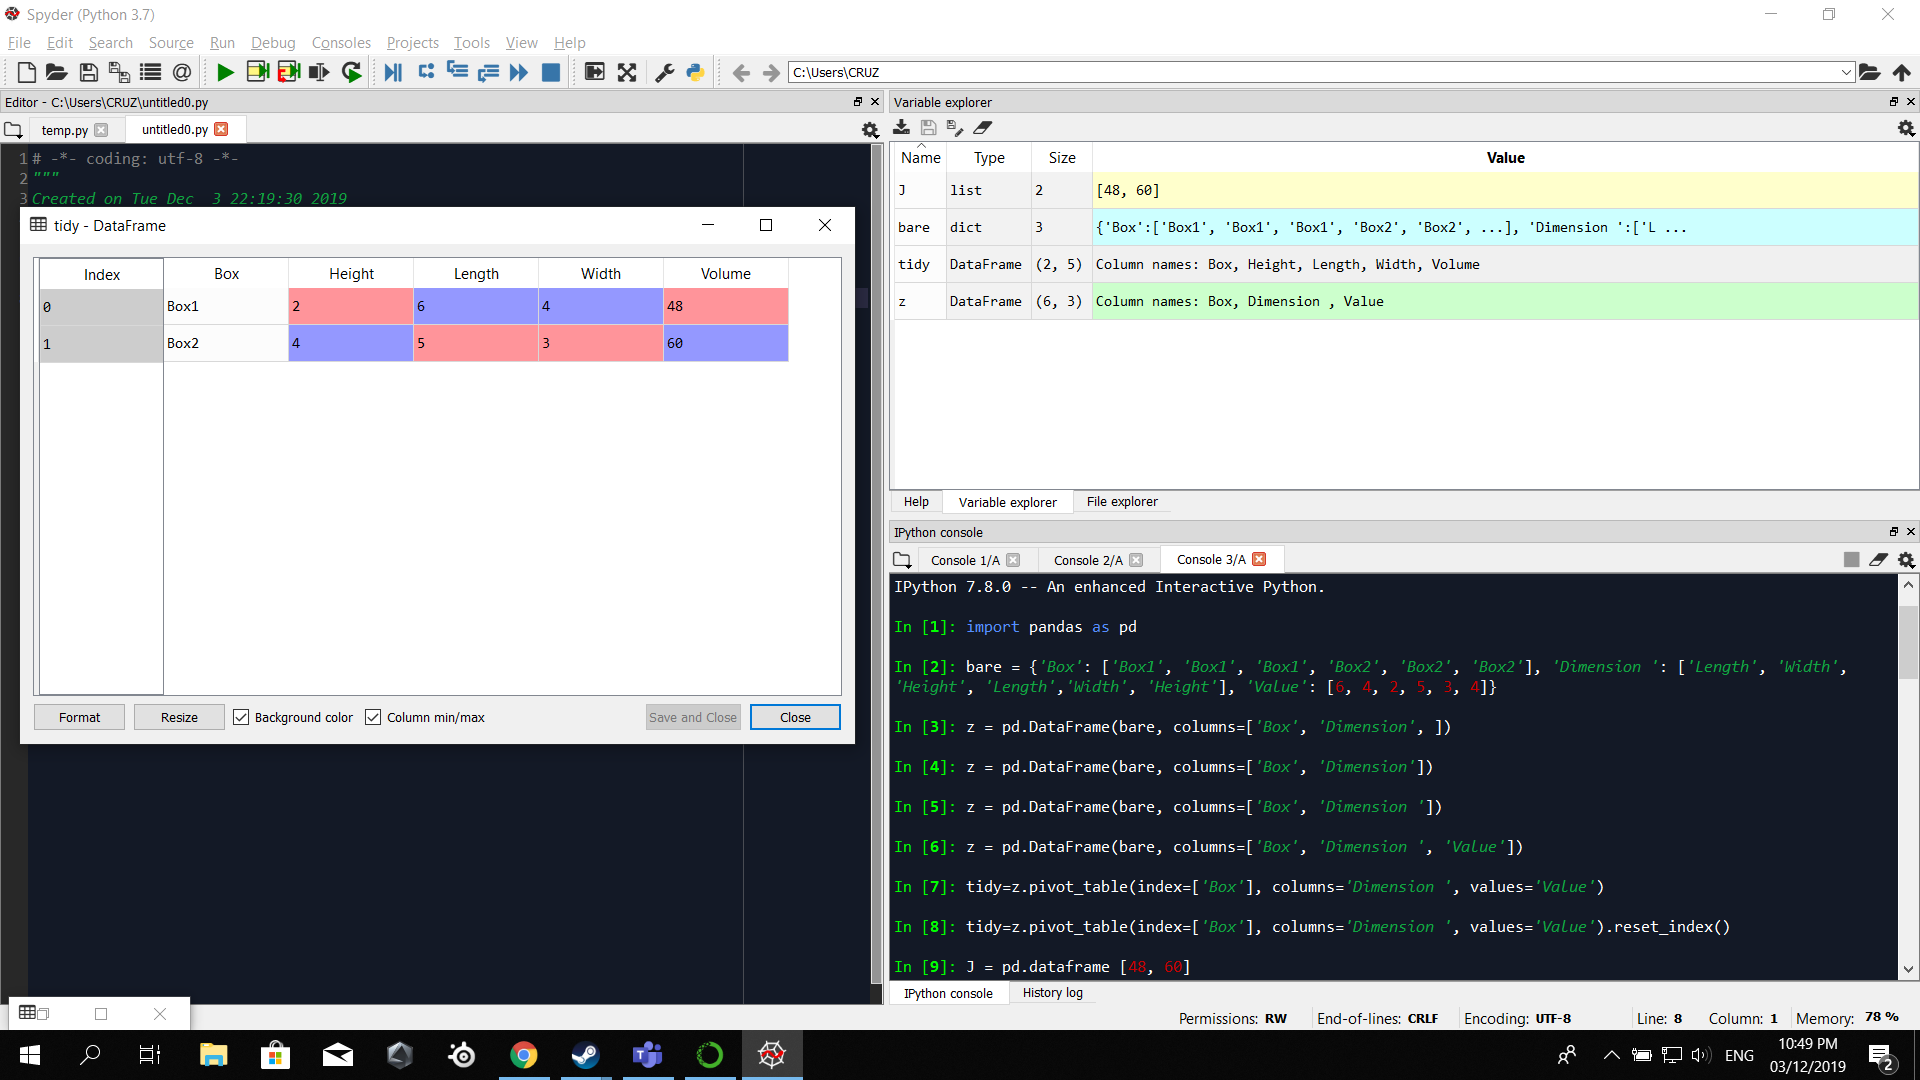 Spyder (Python 3.7)
File Edit Search Source Run Debug Consoles Projects Tools View Help
C:\Users\CRUZ
Editor - C:\Users\CRUZ\untitled0.py
temp.py untitled0.py
1 # -*- coding: utf-8 -*-
2 """
3 Created on Tue Dec  3 22:19:30 2019
tidy - DataFrame
Index Box Height Length Width Volume
0 Box1 2 6 4 48
1 Box2 4 5 3 60
Format Resize Background color Column min/max Save and Close Close
Variable explorer
Name Type Size Value
J list 2 [48, 60]
bare dict 3 {'Box':['Box1', 'Box1', 'Box1', 'Box2', 'Box2', ...], 'Dimension ':['L ...
tidy DataFrame (2, 5) Column names: Box, Height, Length, Width, Volume
z DataFrame (6, 3) Column names: Box, Dimension , Value
Help Variable explorer File explorer
IPython console
Console 1/A Console 2/A Console 3/A
IPython 7.8.0 -- An enhanced Interactive Python.
In [1]: import pandas as pd
In [2]: bare = {'Box': ['Box1', 'Box1', 'Box1', 'Box2', 'Box2', 'Box2'], 'Dimension ': ['Length', 'Width',
'Height', 'Length','Width', 'Height'], 'Value': [6, 4, 2, 5, 3, 4]}
In [3]: z = pd.DataFrame(bare, columns=['Box', 'Dimension', ])
In [4]: z = pd.DataFrame(bare, columns=['Box', 'Dimension'])
In [5]: z = pd.DataFrame(bare, columns=['Box', 'Dimension '])
In [6]: z = pd.DataFrame(bare, columns=['Box', 'Dimension ', 'Value'])
In [7]: tidy=z.pivot_table(index=['Box'], columns='Dimension ', values='Value')
In [8]: tidy=z.pivot_table(index=['Box'], columns='Dimension ', values='Value').reset_index()
In [9]: J = pd.dataframe [48, 60]
IPython console History log
Permissions: RW End-of-lines: CRLF Encoding: UTF-8 Line: 8 Column: 1 Memory: 78 %
ENG
10:49 PM
03/12/2019
2